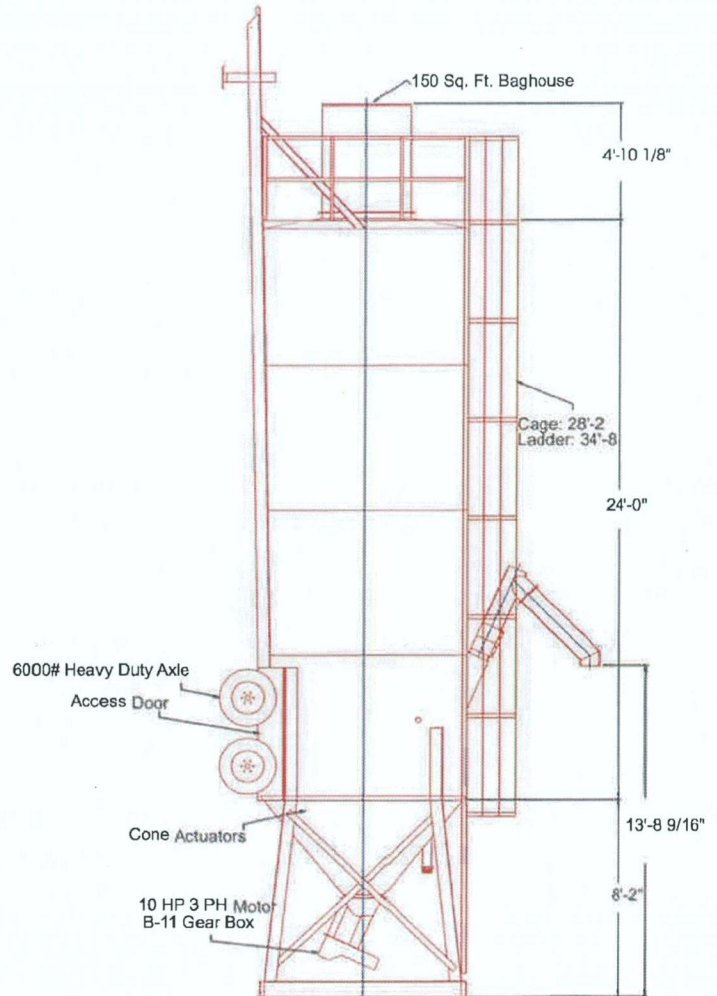 150 Sq. Ft. Baghouse
4'-10 1/8"
Cage: 28'-2
Ladder: 34'-8
24'-0"
6000# Heavy Duty Axle
Access Door
Cone Actuators
13'-8 9/16"
8'-2"
10 HP 3 PH Motor
B-11 Gear Box